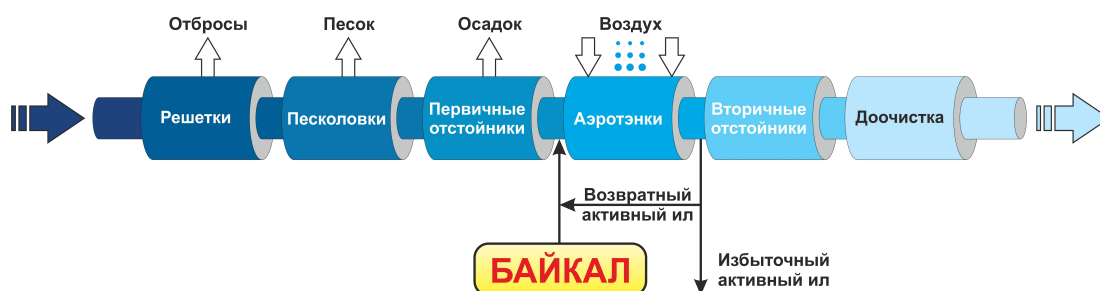 Отбросы
Песок
Осадок
Воздух
Решетки
Песколовки
Первичные
отстойники
Аэротэнки
Вторичные
отстойники
Доочистка
Возвратный
активный ил
БАЙКАЛ
Избыточный
активный ил